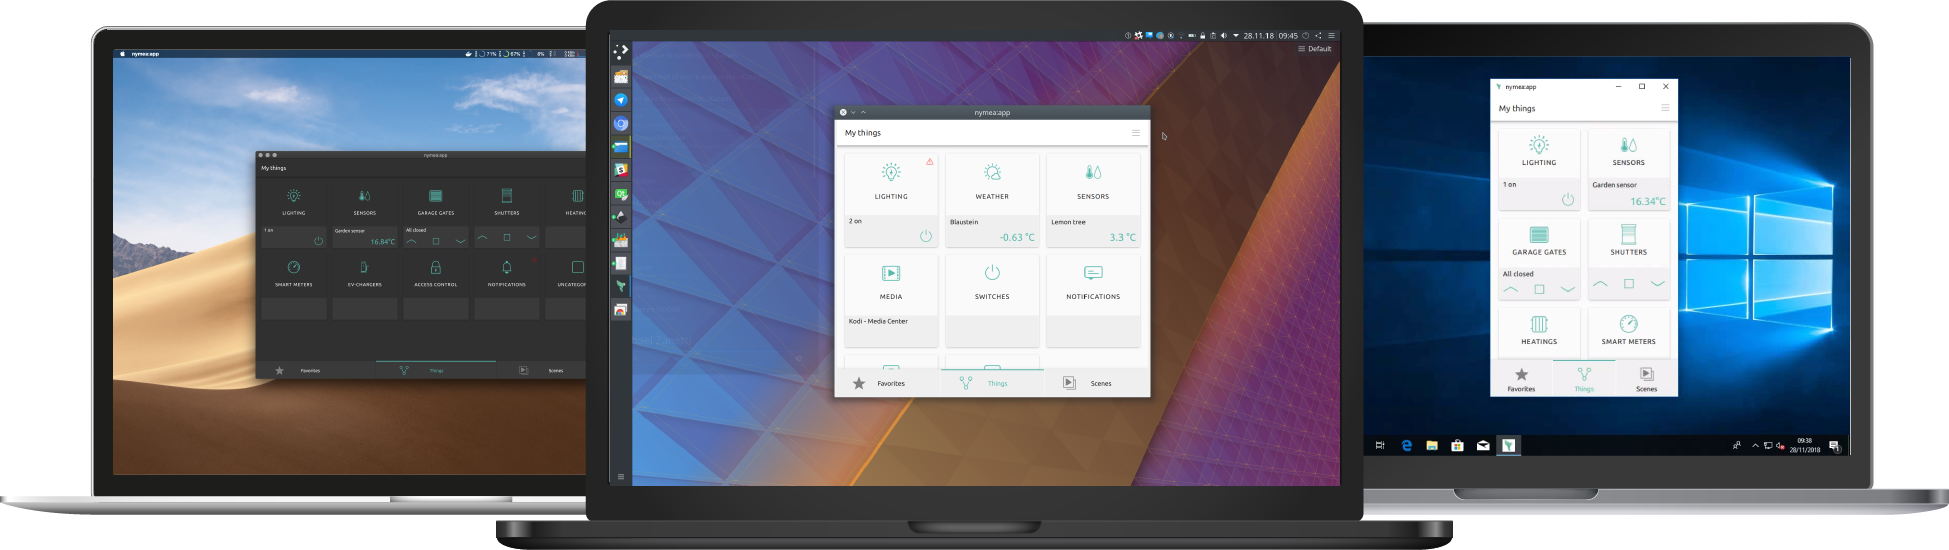 nymea:app
71%
67%
6%
nymea:app
My things
LIGHTING
SENSORS
GARAGE GATES
SHUTTERS
HEATING
1 on
Garden sensor
16.84°C
All closed
SMART METERS
EV-CHARGERS
ACCESS CONTROL
NOTIFICATIONS
UNCATEGOR
Favorites
Things
Scenes
28.11.18
09:45
Default
nymea:app
My things
LIGHTING
WEATHER
SENSORS
2 on
Blaustein
-0.63 °C
Lemon tree
3.3 °C
MEDIA
SWITCHES
NOTIFICATIONS
Kodi - Media Center
Favorites
Things
Scenes
nymea:app
My things
LIGHTING
SENSORS
1 on
Garden sensor
16.34°C
GARAGE GATES
SHUTTERS
All closed
HEATINGS
SMART METERS
Favorites
Things
Scenes
09:38
28/11/2018